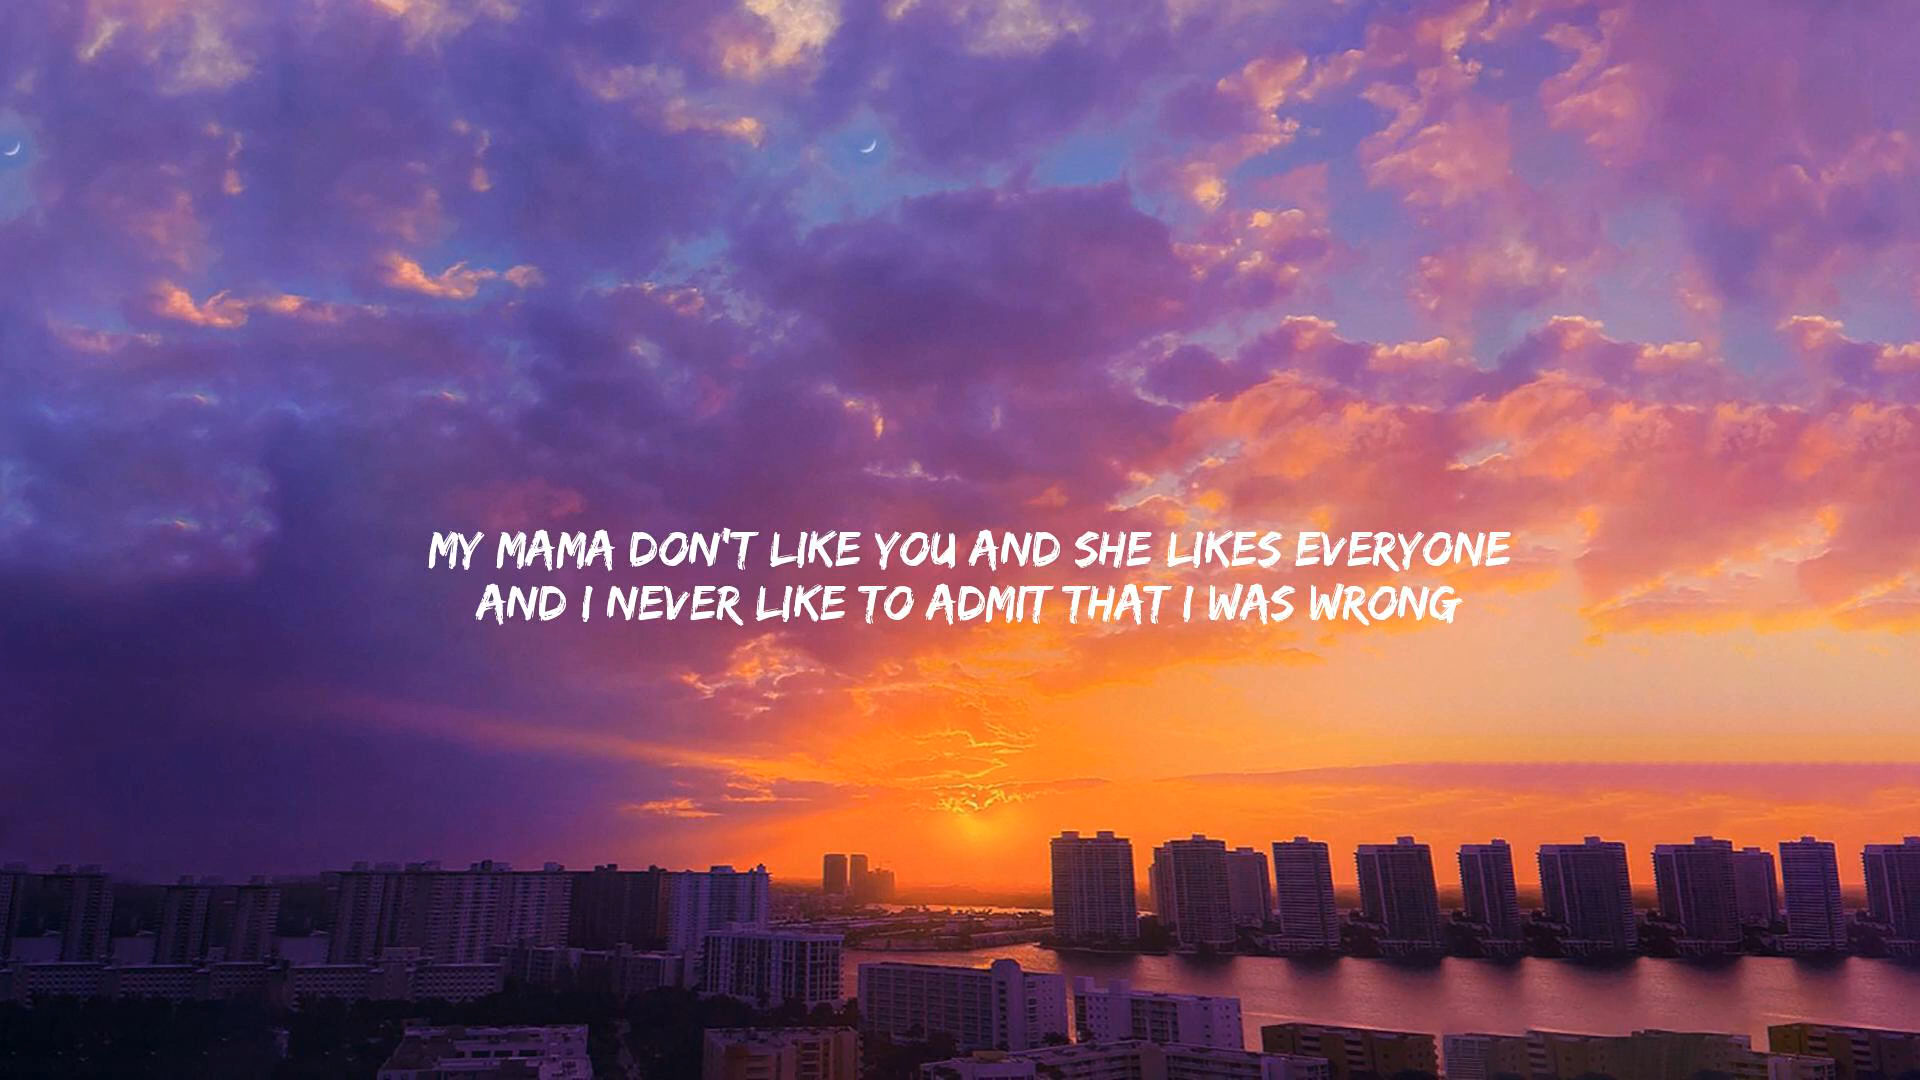 MY MAMA DON'T LIKE YOU AND SHE LIKES EVERYONE
AND I NEVER LIKE TO ADMIT THAT I WAS WRONG